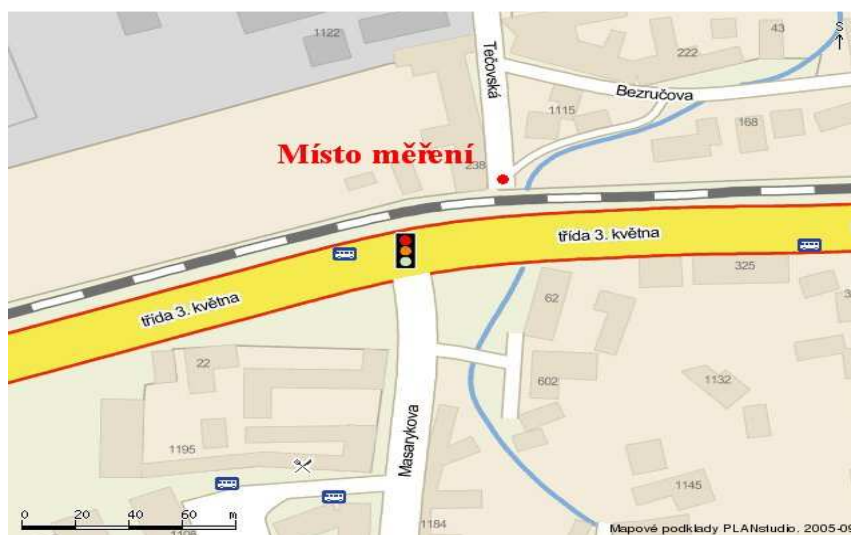 1122
43
S
222
Tečovská
Bezručova
1115
168
Místo měření
238
třída 3. května
třída 3. května
325
62
22
1132
602
1195
Masarykova
1145
1184
0 20 40 60 m
Mapové podklady PLANstudio, 2005-09